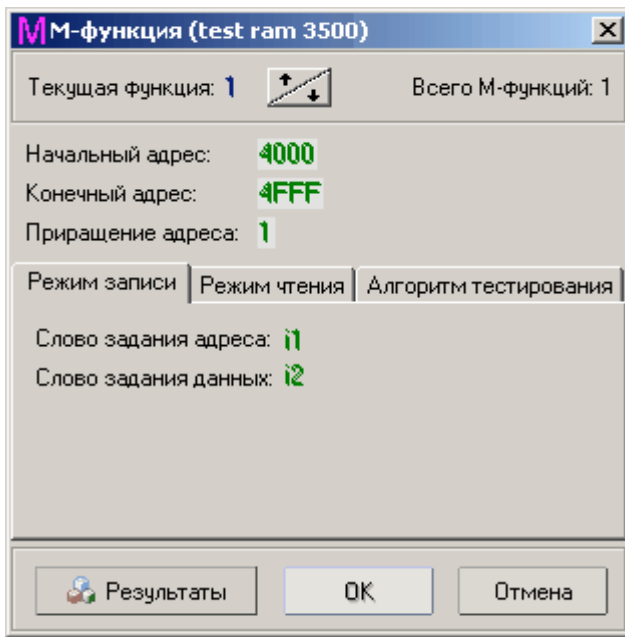 М-функция (test ram 3500)
Текущая функция: 1 Всего М-функций: 1
Начальный адрес: 4000
Конечный адрес: 4FFF
Приращение адреса: 1
Режим записи Режим чтения Алгоритм тестирования
Слово задания адреса: i1
Слово задания данных: i2
Результаты OK Отмена